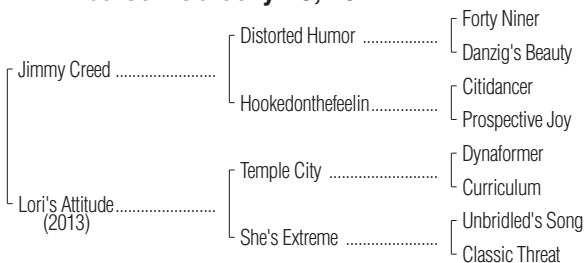 Forty Niner
Distorted Humor ..................
Danzig's Beauty
Jimmy Creed ........................
Citidancer
Hookedonthefeelin................
Prospective Joy
Dynaformer
Temple City ..........................
Curriculum
Lori's Attitude........................
(2013)
Unbridled's Song
She's Extreme ......................
Classic Threat